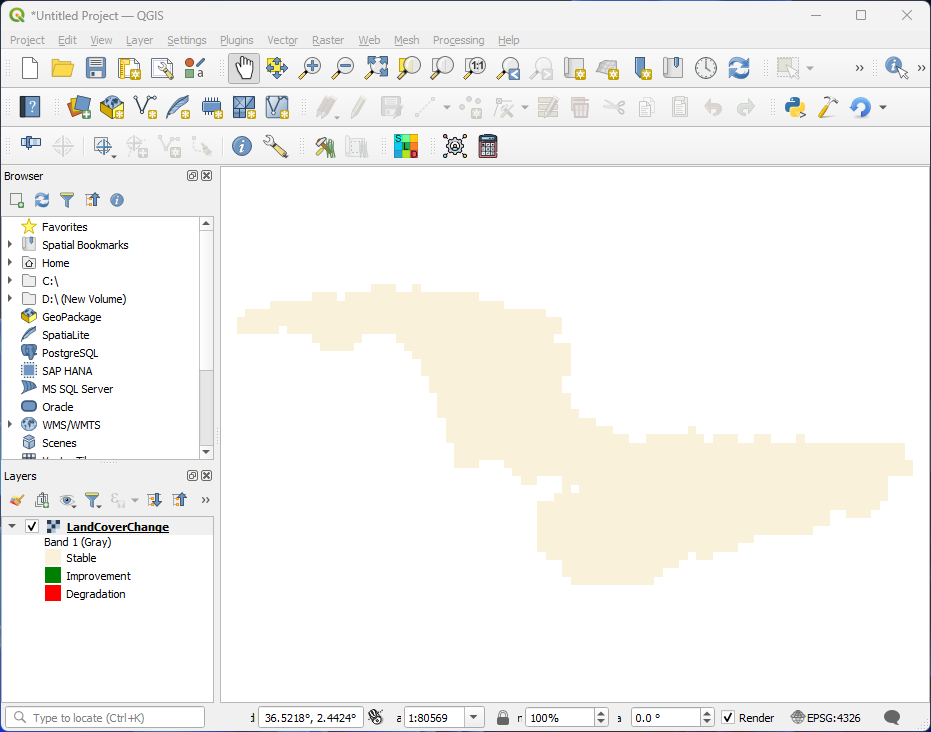 *Untitled Project — QGIS
Project Edit View Layer Settings Plugins Vector Raster Web Mesh Processing Help
Browser
Favorites
Spatial Bookmarks
Home
C:\
D:\ (New Volume)
GeoPackage
SpatiaLite
PostgreSQL
SAP HANA
MS SQL Server
Oracle
WMS/WMTS
Scenes
Layers
LandCoverChange
Band 1 (Gray)
Stable
Improvement
Degradation
Type to locate (Ctrl+K) 36.5218°, 2.4424° 1:80569 100% 0.0 ° Render EPSG:4326